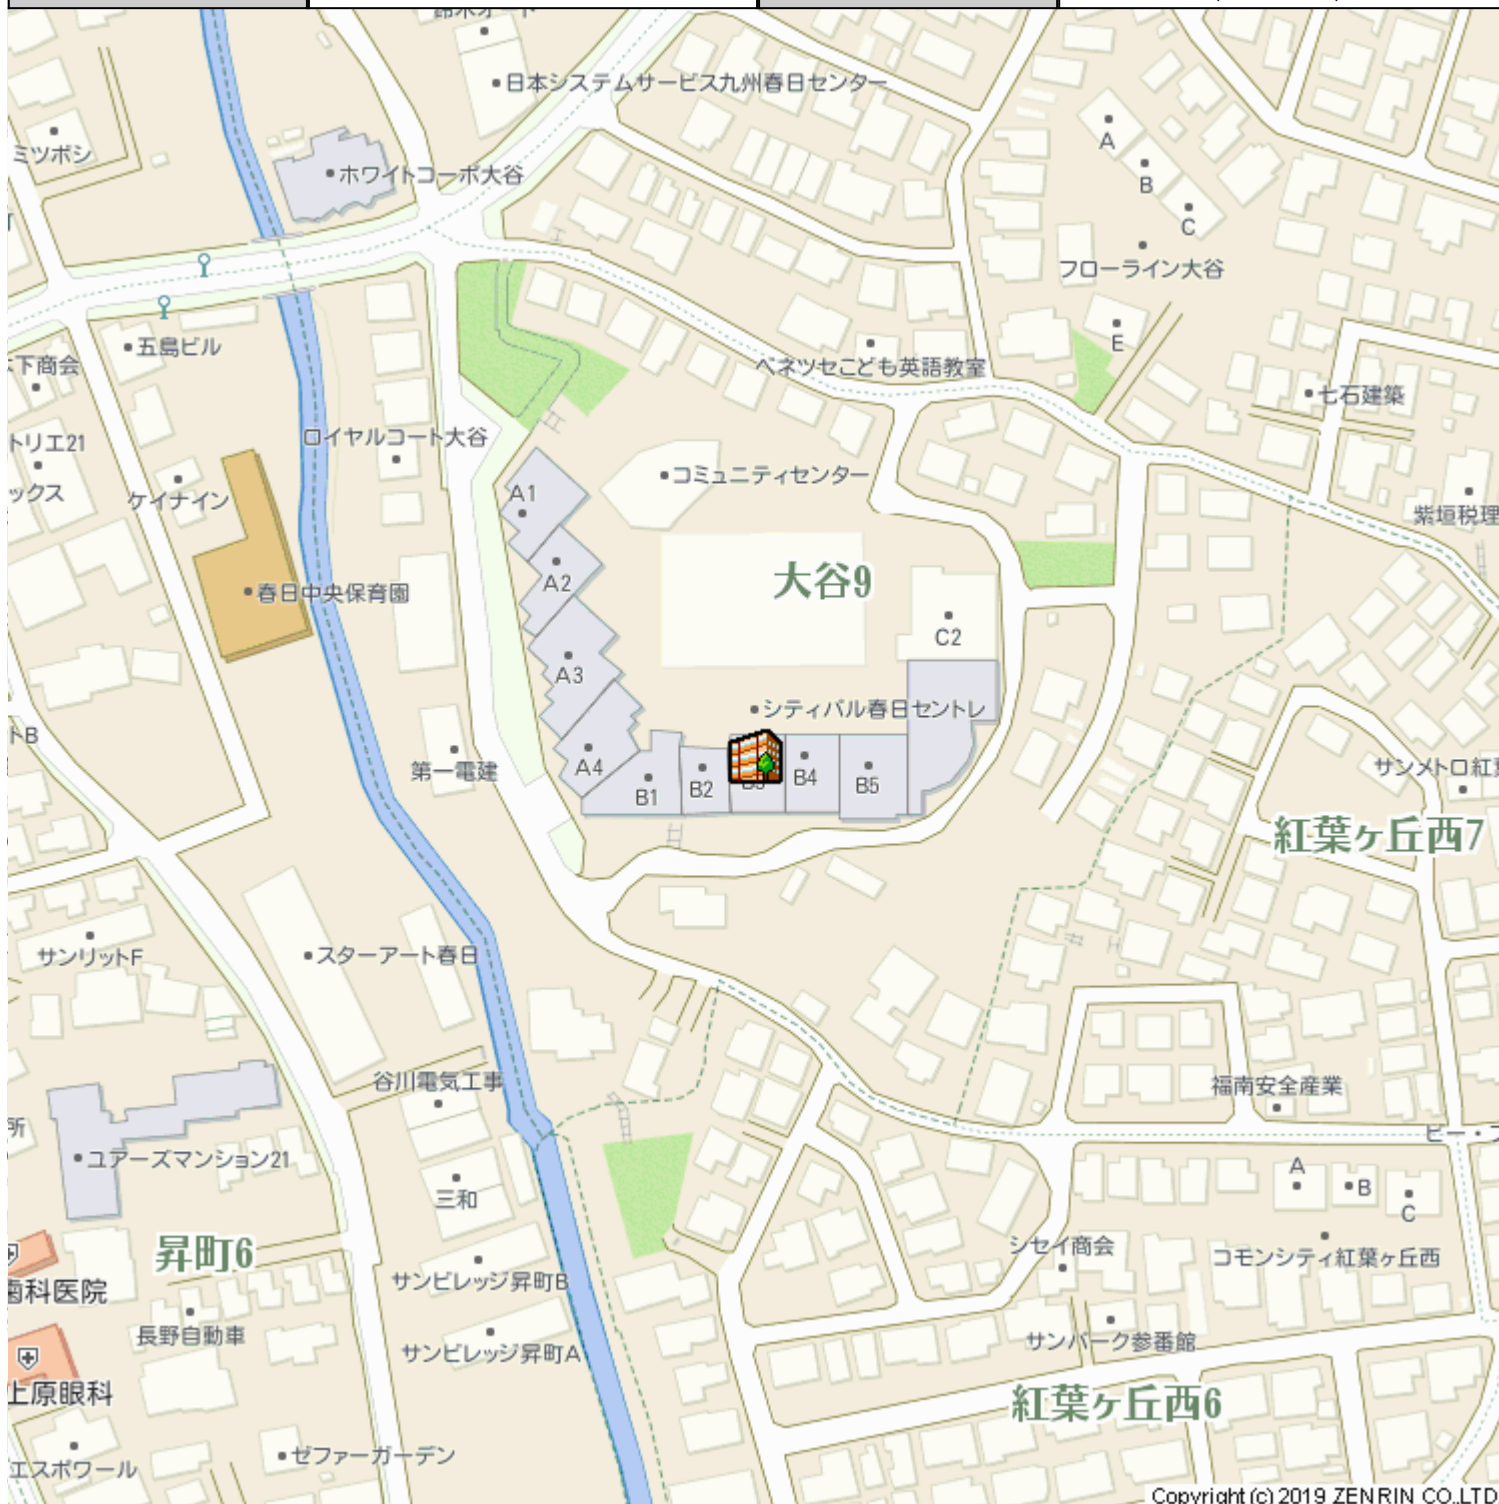 日本システムサービス九州春日センター
A
ミツボシ
B
ホワイトコーポ大谷
C
フローライン大谷
E
五島ビル
下商会
ベネッセこども英語教室
七石建築
トリエ21
ロイヤルコート大谷
コミュニティセンター
ックス
ケイナイン
A1
紫垣税理
A2
大谷9
春日中央保育園
C2
A3
シティパル春日セントレ
トB
第一電建
A4
B1
B2
B4
B5
サンメトロ紅葉
紅葉ヶ丘西7
サンリットF
スターアート春日
谷川電気工事
福南安全産業
所
ユアーズマンション21
A
B
C
三和
昇町6
シセイ商会
コモンシティ紅葉ヶ丘西
サンビレッジ昇町B
歯科医院
長野自動車
サンパーク参番館
サンビレッジ昇町A
上原眼科
紅葉ヶ丘西6
ゼファーガーデン
エスポワール
Copyright (c) 2019 ZENRIN CO.,LTD